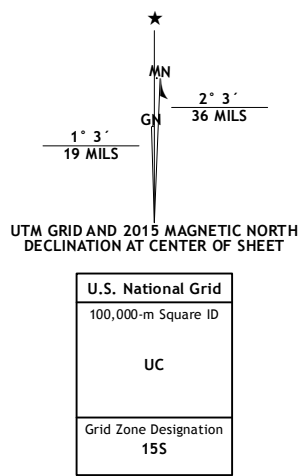 ★
MN
GN
2° 3´
36 MILS
1° 3´
19 MILS
UTM GRID AND 2015 MAGNETIC NORTH
DECLINATION AT CENTER OF SHEET
U.S. National Grid
100,000-m Square ID
UC
Grid Zone Designation
15S